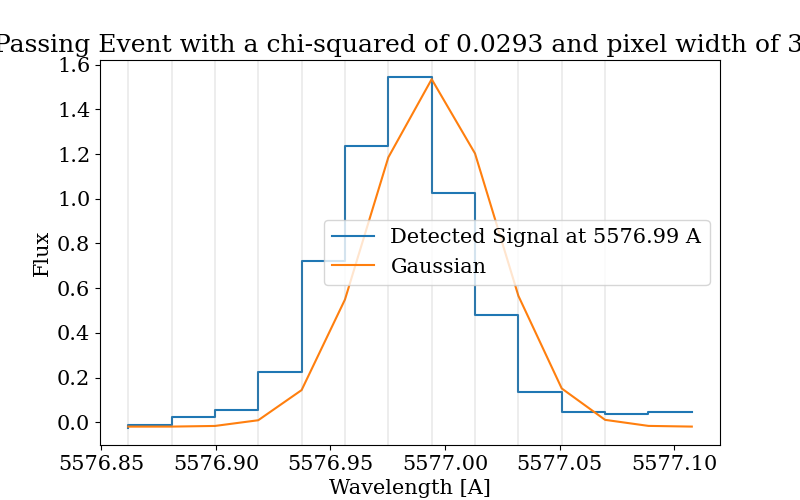 Passing Event with a chi-squared of 0.0293 and pixel width of 3
1.6
1.4
1.2
1.0
0.8
0.6
0.4
0.2
0.0
Flux
Detected Signal at 5576.99 A
Gaussian
5576.85 5576.90 5576.95 5577.00 5577.05 5577.10
Wavelength [A]